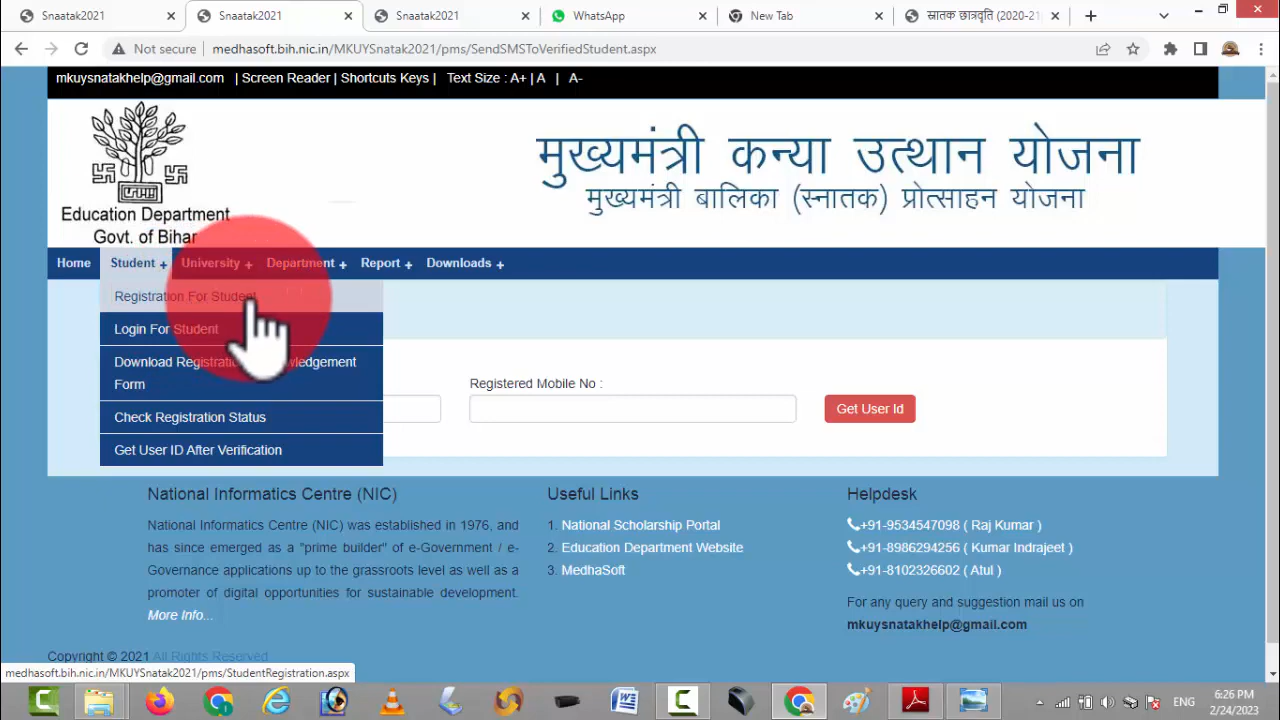 Snaatak2021
Snaatak2021
Snaatak2021
WhatsApp
New Tab
स्नातक छात्रवृति (2020-21)
Not secure
medhasoft.bih.nic.in/MKUYSnatak2021/pms/SendSMSToVerifiedStudent.aspx
mkuysnatakhelp@gmail.com | Screen Reader | Shortcuts Keys | Text Size : A+ | A | A-
Education Department
Govt. of Bihar
मुख्यमंत्री कन्या उत्थान योजना
मुख्यमंत्री बालिका (स्नातक) प्रोत्साहन योजना
Home Student + University + Department + Report + Downloads +
Registration For Student
Login For Student
Download Registration
Form
Check Registration Status
Get User ID After Verification
Registered Mobile No :
Get User Id
National Informatics Centre (NIC)
National Informatics Centre (NIC) was established in 1976, and
has since emerged as a "prime builder" of e-Government / e-
Governance applications up to the grassroots level as well as a
promoter of digital opportunities for sustainable development.
More Info...
Useful Links
1. National Scholarship Portal
2. Education Department Website
3. MedhaSoft
Helpdesk
+91-9534547098 ( Raj Kumar )
+91-8986294256 ( Kumar Indrajeet )
+91-8102326602 ( Atul )
For any query and suggestion mail us on
mkuysnatakhelp@gmail.com
Copyright © 2021 All Rights Reserved
medhasoft.bih.nic.in/MKUYSnatak2021/pms/StudentRegistration.aspx
ENG
6:26 PM
2/24/2023